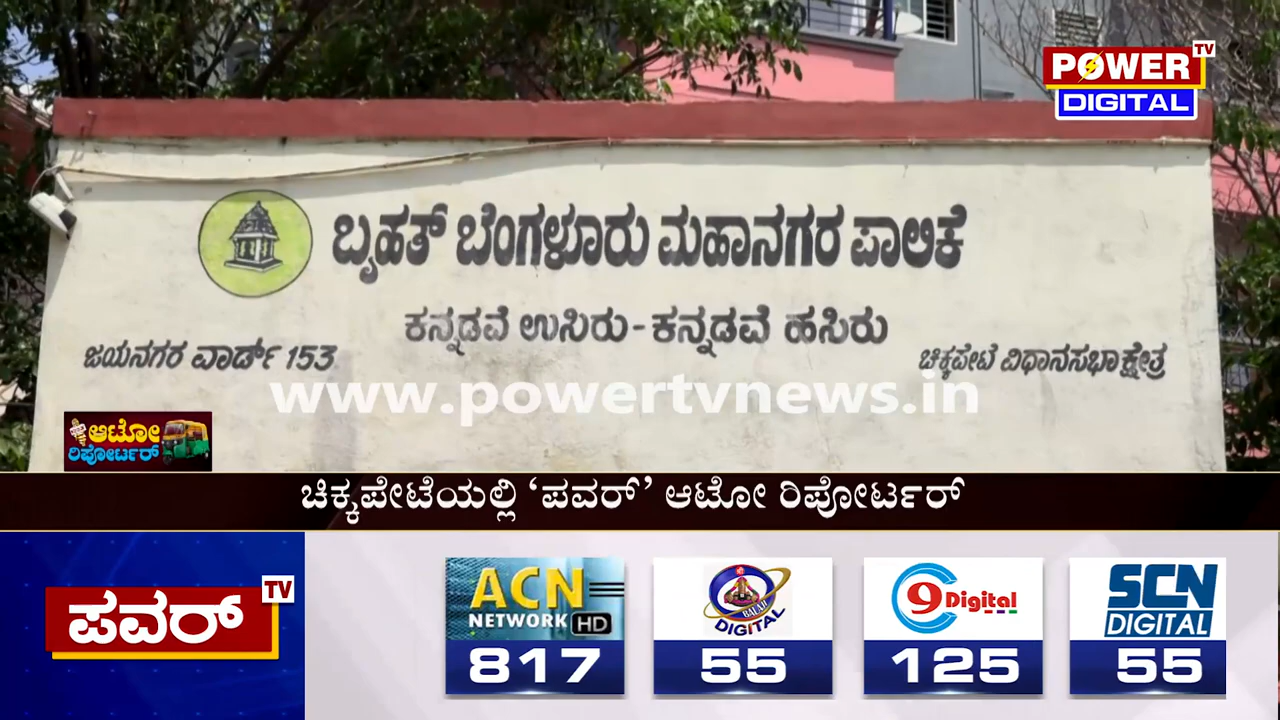 POWER TV
DIGITAL
ಬೃಹತ್ ಬೆಂಗಳೂರು ಮಹಾನಗರ ಪಾಲಿಕೆ
ಕನ್ನಡವೆ ಉಸಿರು-ಕನ್ನಡವೆ ಹಸಿರು
ಜಯನಗರ ವಾರ್ಡ್ 153
ಚಿಕ್ಕಪೇಟೆ ವಿಧಾನಸಭಾ ಕ್ಷೇತ್ರ
www.powertvnews.in
ಆಟೋ
ರಿಪೋರ್ಟರ್
ಚಿಕ್ಕಪೇಟೆಯಲ್ಲಿ ‘ಪವರ್’ ಆಟೋ ರಿಪೋರ್ಟರ್
ಪವರ್ TV
ACN
NETWORK HD
817
BALAJI
DIGITAL
55
9 Digital
125
SCN
DIGITAL
55